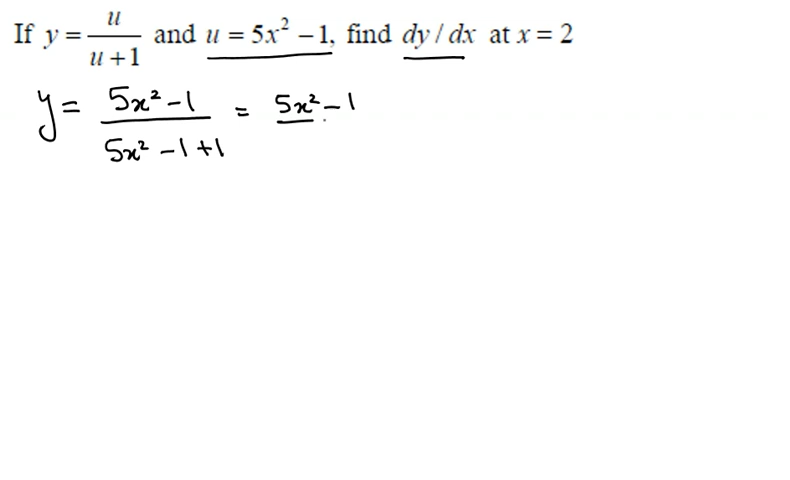 If y = u/(u+1) and u = 5x² − 1, find dy / dx at x = 2
y = (5x² − 1)/(5x² − 1 + 1) = 5x² − 1